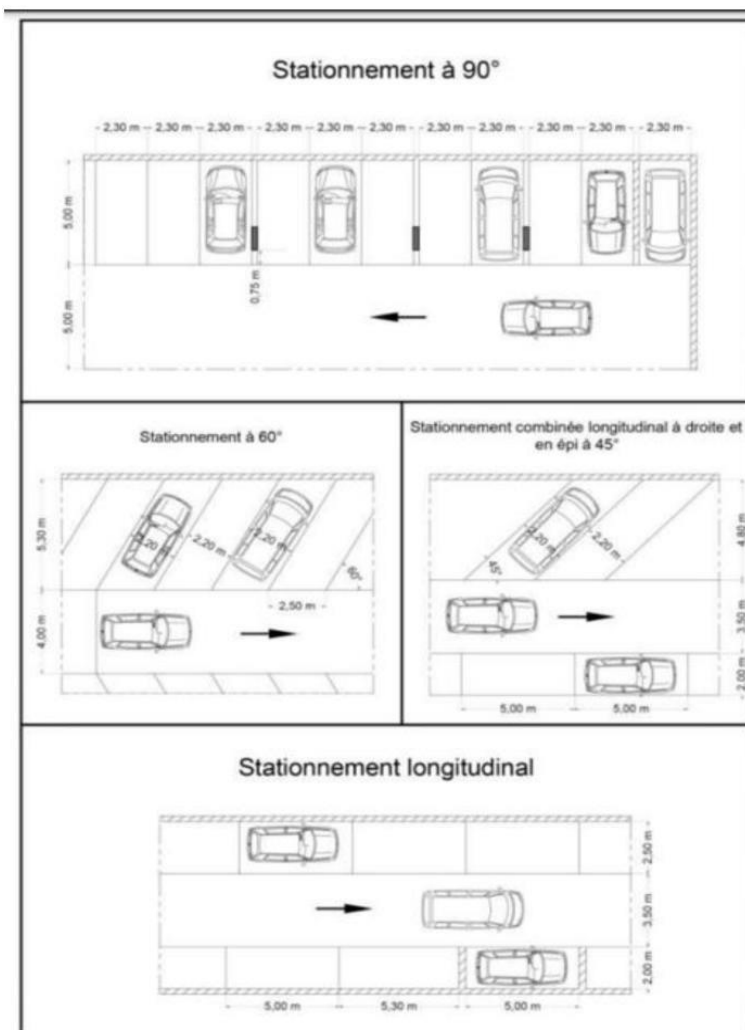 Stationnement à 90°
2,30 m 2,30 m 2,30 m 2,30 m 2,30 m 2,30 m 2,30 m 2,30 m 2,30 m 2,30 m 2,30 m
5,00 m
0,75 m
5,00 m
Stationnement à 60°
5,30 m
2,20 m
2,20 m
2,20 m
60°
2,50 m
4,00 m
Stationnement combinée longitudinal à droite et
en épi à 45°
2,20 m
2,20 m
45°
4,80 m
3,50 m
2,00 m
5,00 m 5,00 m
Stationnement longitudinal
2,50 m
3,50 m
2,00 m
5,00 m 5,30 m 5,00 m